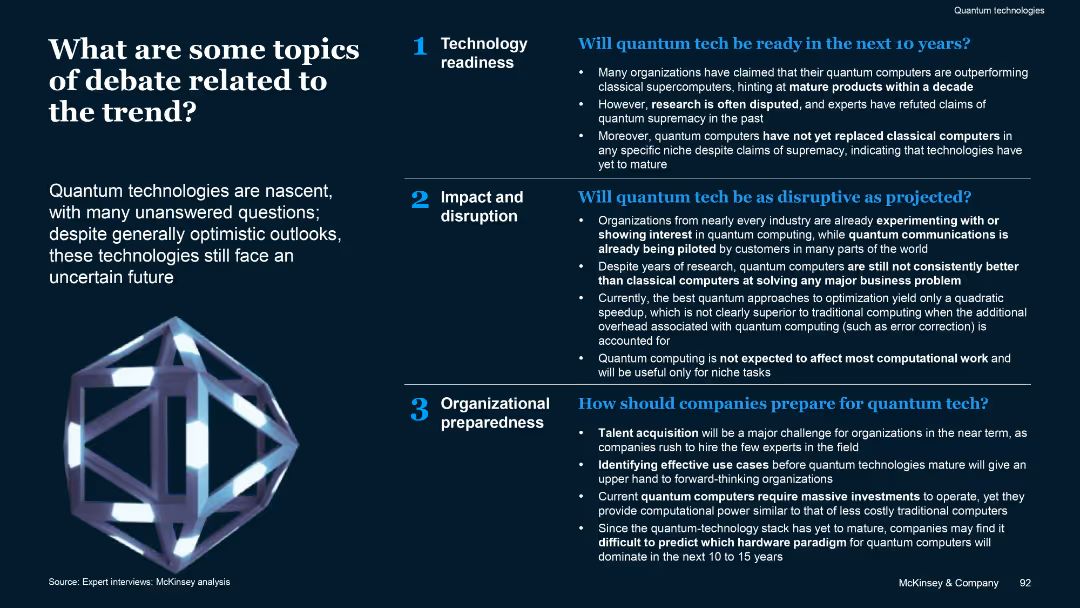 Quantum technologies
What are some topics
of debate related to
the trend?
Quantum technologies are nascent,
with many unanswered questions;
despite generally optimistic outlooks,
these technologies still face an
uncertain future
1 Technology
readiness
Will quantum tech be ready in the next 10 years?
• Many organizations have claimed that their quantum computers are outperforming
classical supercomputers, hinting at mature products within a decade
• However, research is often disputed, and experts have refuted claims of
quantum supremacy in the past
• Moreover, quantum computers have not yet replaced classical computers in
any specific niche despite claims of supremacy, indicating that technologies have
yet to mature
2 Impact and
disruption
Will quantum tech be as disruptive as projected?
• Organizations from nearly every industry are already experimenting with or
showing interest in quantum computing, while quantum communications is
already being piloted by customers in many parts of the world
• Despite years of research, quantum computers are still not consistently better
than classical computers at solving any major business problem
• Currently, the best quantum approaches to optimization yield only a quadratic
speedup, which is not clearly superior to traditional computing when the additional
overhead associated with quantum computing (such as error correction) is
accounted for
• Quantum computing is not expected to affect most computational work and
will be useful only for niche tasks
3 Organizational
preparedness
How should companies prepare for quantum tech?
• Talent acquisition will be a major challenge for organizations in the near term, as
companies rush to hire the few experts in the field
• Identifying effective use cases before quantum technologies mature will give an
upper hand to forward-thinking organizations
• Current quantum computers require massive investments to operate, yet they
provide computational power similar to that of less costly traditional computers
• Since the quantum-technology stack has yet to mature, companies may find it
difficult to predict which hardware paradigm for quantum computers will
dominate in the next 10 to 15 years
Source: Expert interviews: McKinsey analysis
McKinsey & Company 92